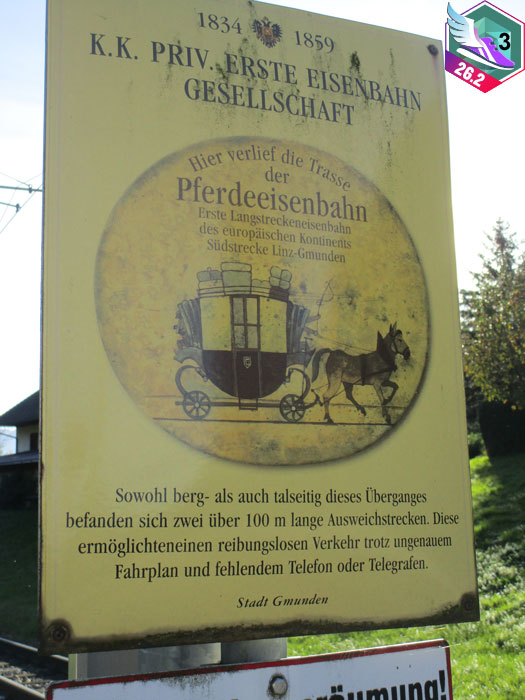 .3
26.2
1834 1859
K.K. PRIV. ERSTE EISENBAHN
GESELLSCHAFT
Hier verlief die Trasse
der
Pferdeeisenbahn
Erste Langstreckeneisenbahn
des europäischen Kontinents
Südstrecke Linz-Gmunden
Sowohl berg- als auch talseitig dieses Überganges
befanden sich zwei über 100 m lange Ausweichstrecken. Diese
ermöglichteneinen reibungslosen Verkehr trotz ungenauem
Fahrplan und fehlendem Telefon oder Telegrafen.
Stadt Gmunden